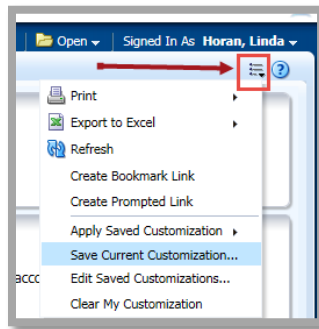 Open Signed In As Horan, Linda
Print
Export to Excel
Refresh
Create Bookmark Link
Create Prompted Link
Apply Saved Customization
acco Save Current Customization...
Edit Saved Customizations...
Clear My Customization